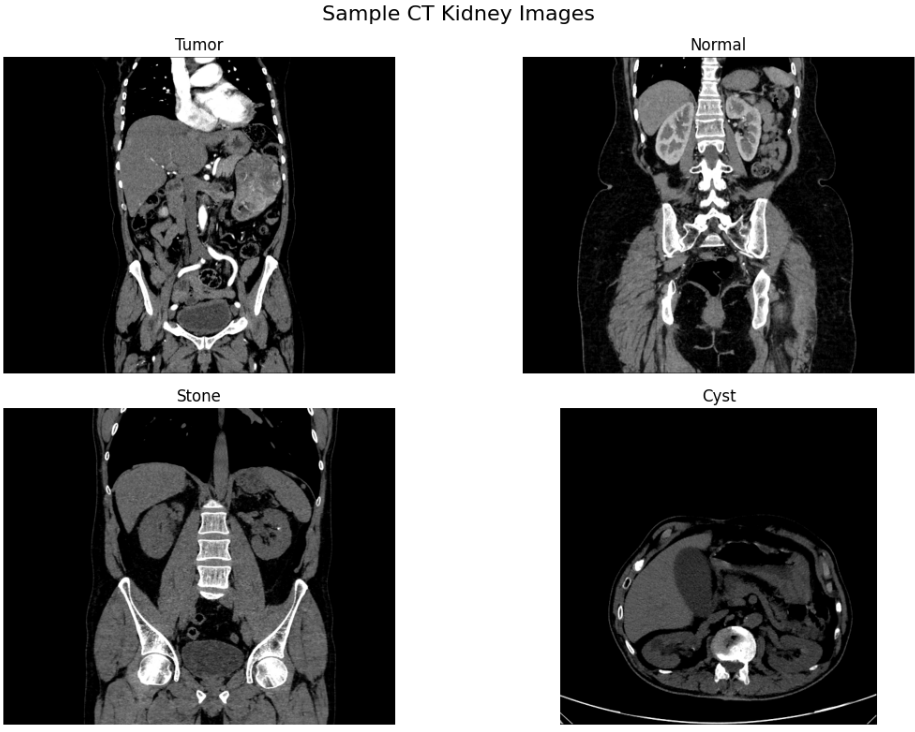 Sample CT Kidney Images
Tumor
Normal
Stone
Cyst